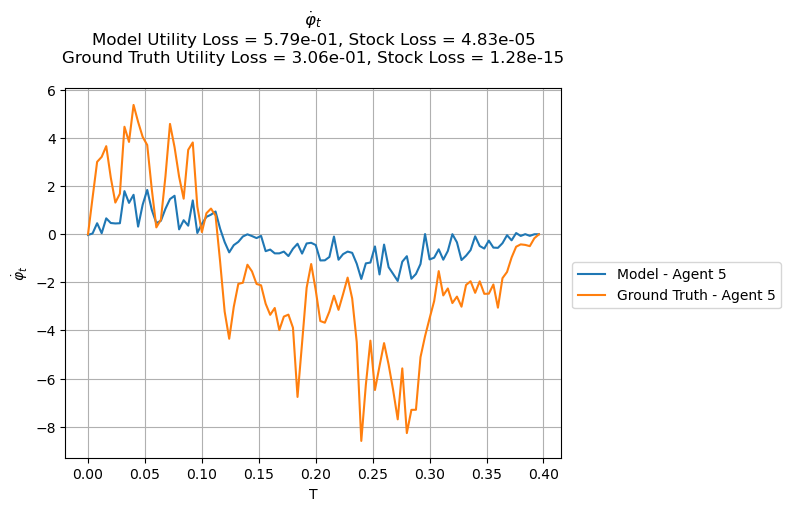 φ̇ₜ
Model Utility Loss = 5.79e-01, Stock Loss = 4.83e-05
Ground Truth Utility Loss = 3.06e-01, Stock Loss = 1.28e-15
6
4
2
0
−2
−4
−6
−8
φ̇ₜ
0.00 0.05 0.10 0.15 0.20 0.25 0.30 0.35 0.40
T
Model - Agent 5
Ground Truth - Agent 5